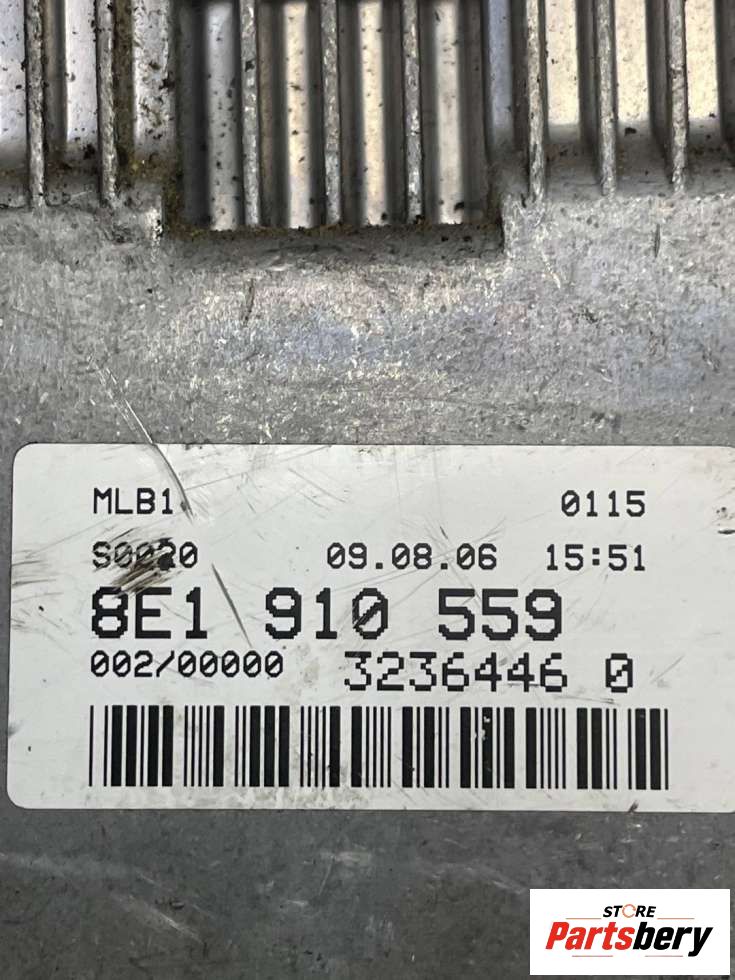 MLB1 0115
S0020 09.08.06 15:51
8E1 910 559
002/00000 3236446 0
STORE
Partsbery